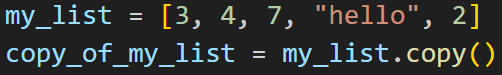 my_list = [3, 4, 7, "hello", 2]
copy_of_my_list = my_list.copy()